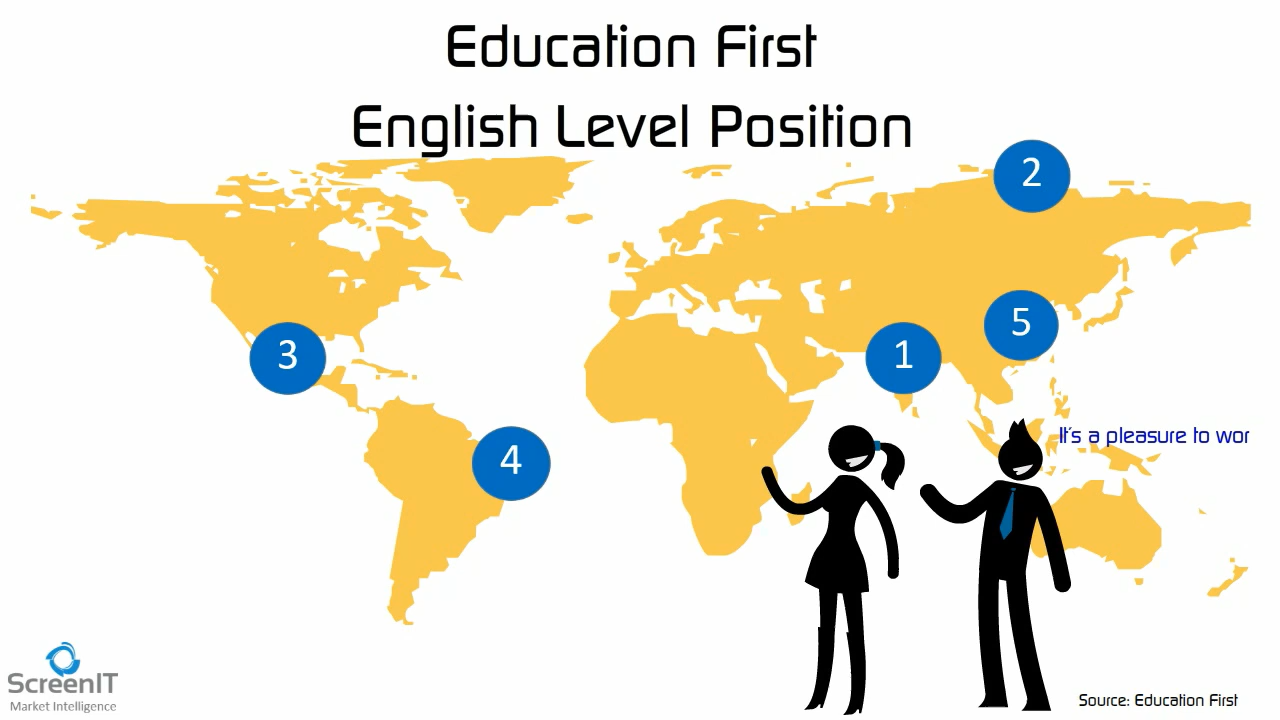 Education First
English Level Position
2
5
3
1
4
It's a pleasure to wor
ScreenIT
Market Intelligence
Source: Education First